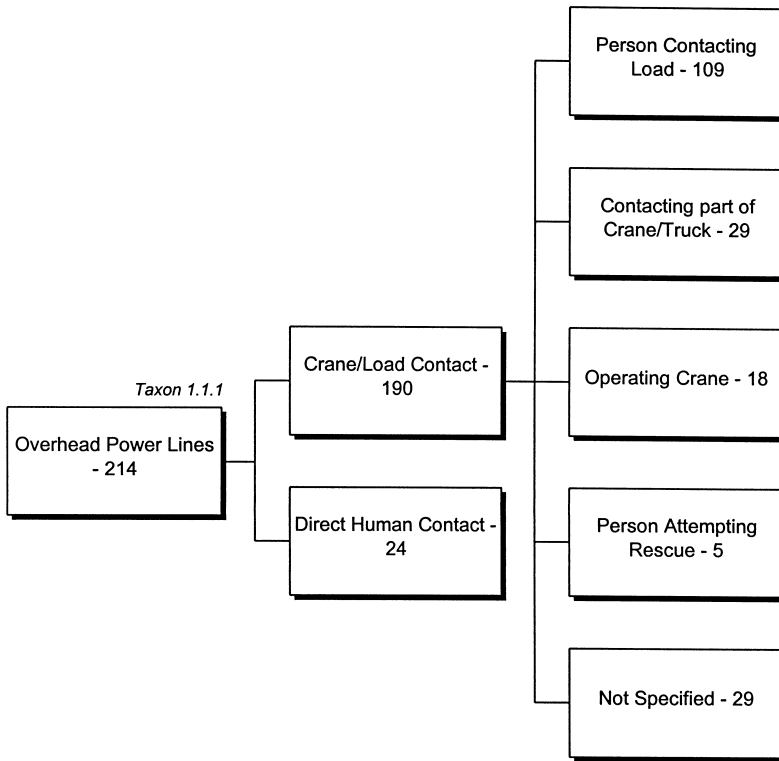 Person Contacting
Load - 109
Contacting part of
Crane/Truck - 29
Crane/Load Contact -
190
Operating Crane - 18
Taxon 1.1.1
Overhead Power Lines
- 214
Direct Human Contact -
24
Person Attempting
Rescue - 5
Not Specified - 29